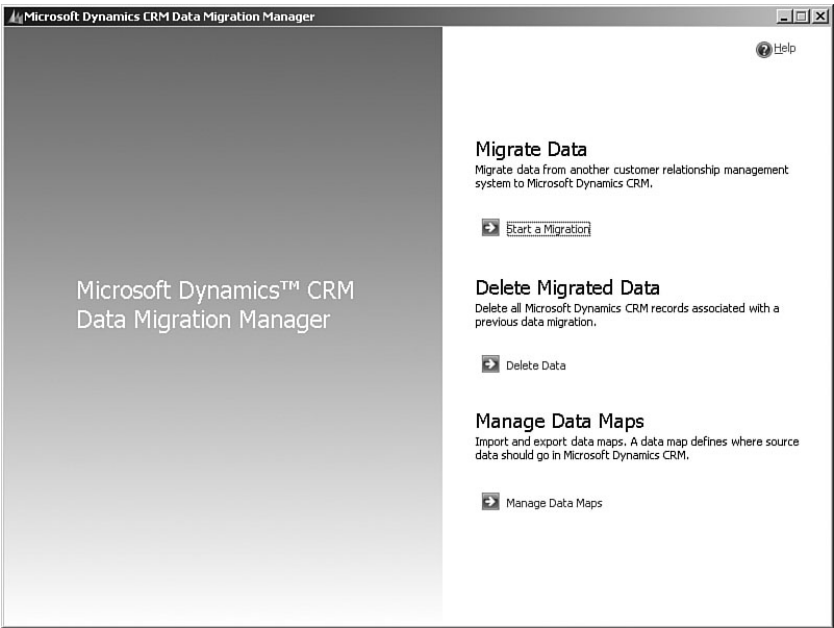 Microsoft Dynamics CRM Data Migration Manager
Help
Microsoft Dynamics™ CRM
Data Migration Manager
Migrate Data
Migrate data from another customer relationship management
system to Microsoft Dynamics CRM.
Start a Migration
Delete Migrated Data
Delete all Microsoft Dynamics CRM records associated with a
previous data migration.
Delete Data
Manage Data Maps
Import and export data maps. A data map defines where source
data should go in Microsoft Dynamics CRM.
Manage Data Maps